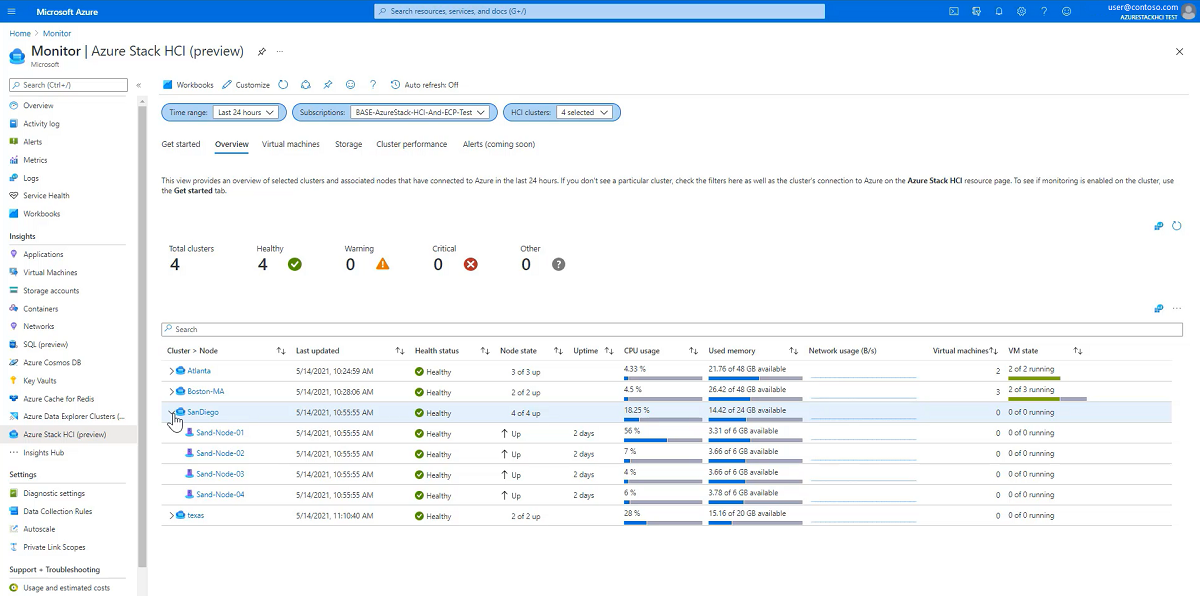 Microsoft Azure
Search resources, services, and docs (G+/)
user@contoso.com
AZURESTACKHCI TEST
Home > Monitor
Monitor | Azure Stack HCI (preview)
Microsoft
Search (Ctrl+/)
Overview
Activity log
Alerts
Metrics
Logs
Service Health
Workbooks
Insights
Applications
Virtual Machines
Storage accounts
Containers
Networks
SQL (preview)
Azure Cosmos DB
Key Vaults
Azure Cache for Redis
Azure Data Explorer Clusters (...
Azure Stack HCI (preview)
Insights Hub
Settings
Diagnostic settings
Data Collection Rules
Autoscale
Private Link Scopes
Support + Troubleshooting
Usage and estimated costs
Workbooks Customize ? Auto refresh: Off
Time range: Last 24 hours Subscriptions: BASE-AzureStack-HCI-And-ECP-Test HCI clusters: 4 selected
Get started Overview Virtual machines Storage Cluster performance Alerts (coming soon)
This view provides an overview of selected clusters and associated nodes that have connected to Azure in the last 24 hours. If you don't see a particular cluster, check the filters here as well as the cluster's connection to Azure on the Azure Stack HCI resource page. To see if monitoring is enabled on the cluster, use
the Get started tab.
Total clusters Healthy Warning Critical Other
4 4 0 0 0
Search
Cluster > Node Last updated Health status Node state Uptime CPU usage Used memory Network usage (B/s) Virtual machines VM state
Atlanta 5/14/2021, 10:24:59 AM Healthy 3 of 3 up 4.33 % 21.76 of 48 GB available 2 2 of 2 running
Boston-MA 5/14/2021, 10:28:06 AM Healthy 2 of 2 up 4.5 % 26.42 of 48 GB available 3 2 of 3 running
SanDiego 5/14/2021, 10:55:55 AM Healthy 4 of 4 up 18.25 % 14.42 of 24 GB available 0 0 of 0 running
Sand-Node-01 5/14/2021, 10:55:55 AM Healthy Up 2 days 56 % 3.31 of 6 GB available 0 0 of 0 running
Sand-Node-02 5/14/2021, 10:55:55 AM Healthy Up 2 days 7 % 3.66 of 6 GB available 0 0 of 0 running
Sand-Node-03 5/14/2021, 10:55:55 AM Healthy Up 2 days 4 % 3.66 of 6 GB available 0 0 of 0 running
Sand-Node-04 5/14/2021, 10:55:55 AM Healthy Up 2 days 6 % 3.78 of 6 GB available 0 0 of 0 running
texas 5/14/2021, 11:10:40 AM Healthy 2 of 2 up 28 % 15.16 of 20 GB available 0 0 of 0 running